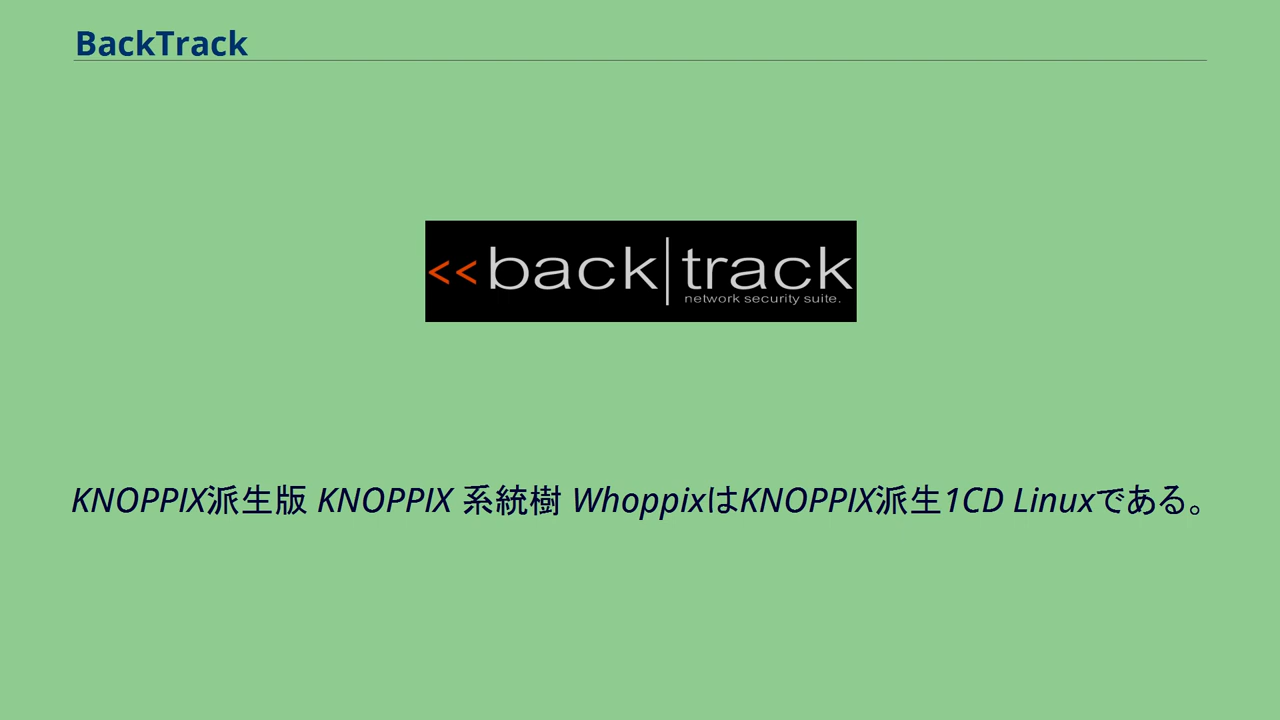 BackTrack
<<back|track
network security suite.
KNOPPIX派生版 KNOPPIX 系統樹 WhoppixはKNOPPIX派生1CD Linuxである。